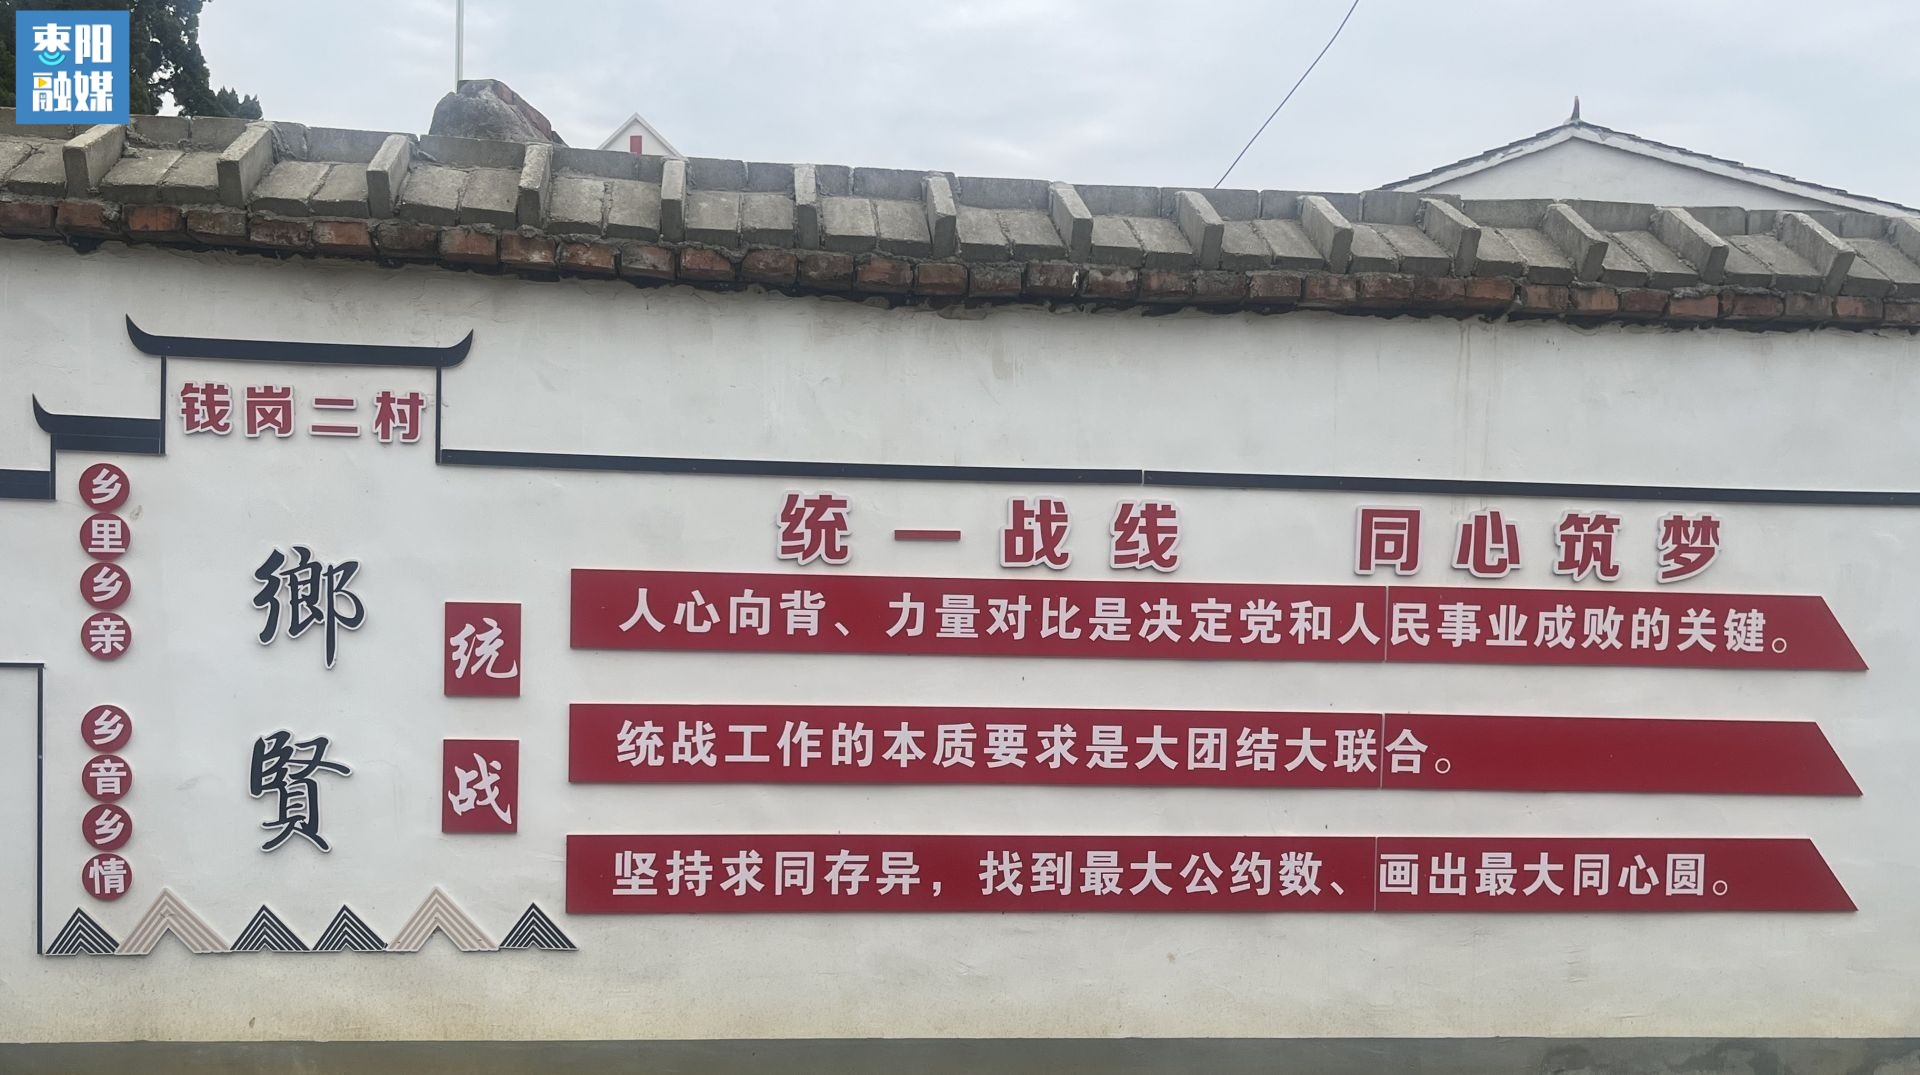 枣阳
融媒
钱岗二村
乡里乡亲
乡音乡情
鄉賢
统战
统一战线 同心筑梦
人心向背、力量对比是决定党和人民事业成败的关键。
统战工作的本质要求是大团结大联合。
坚持求同存异，找到最大公约数、画出最大同心圆。